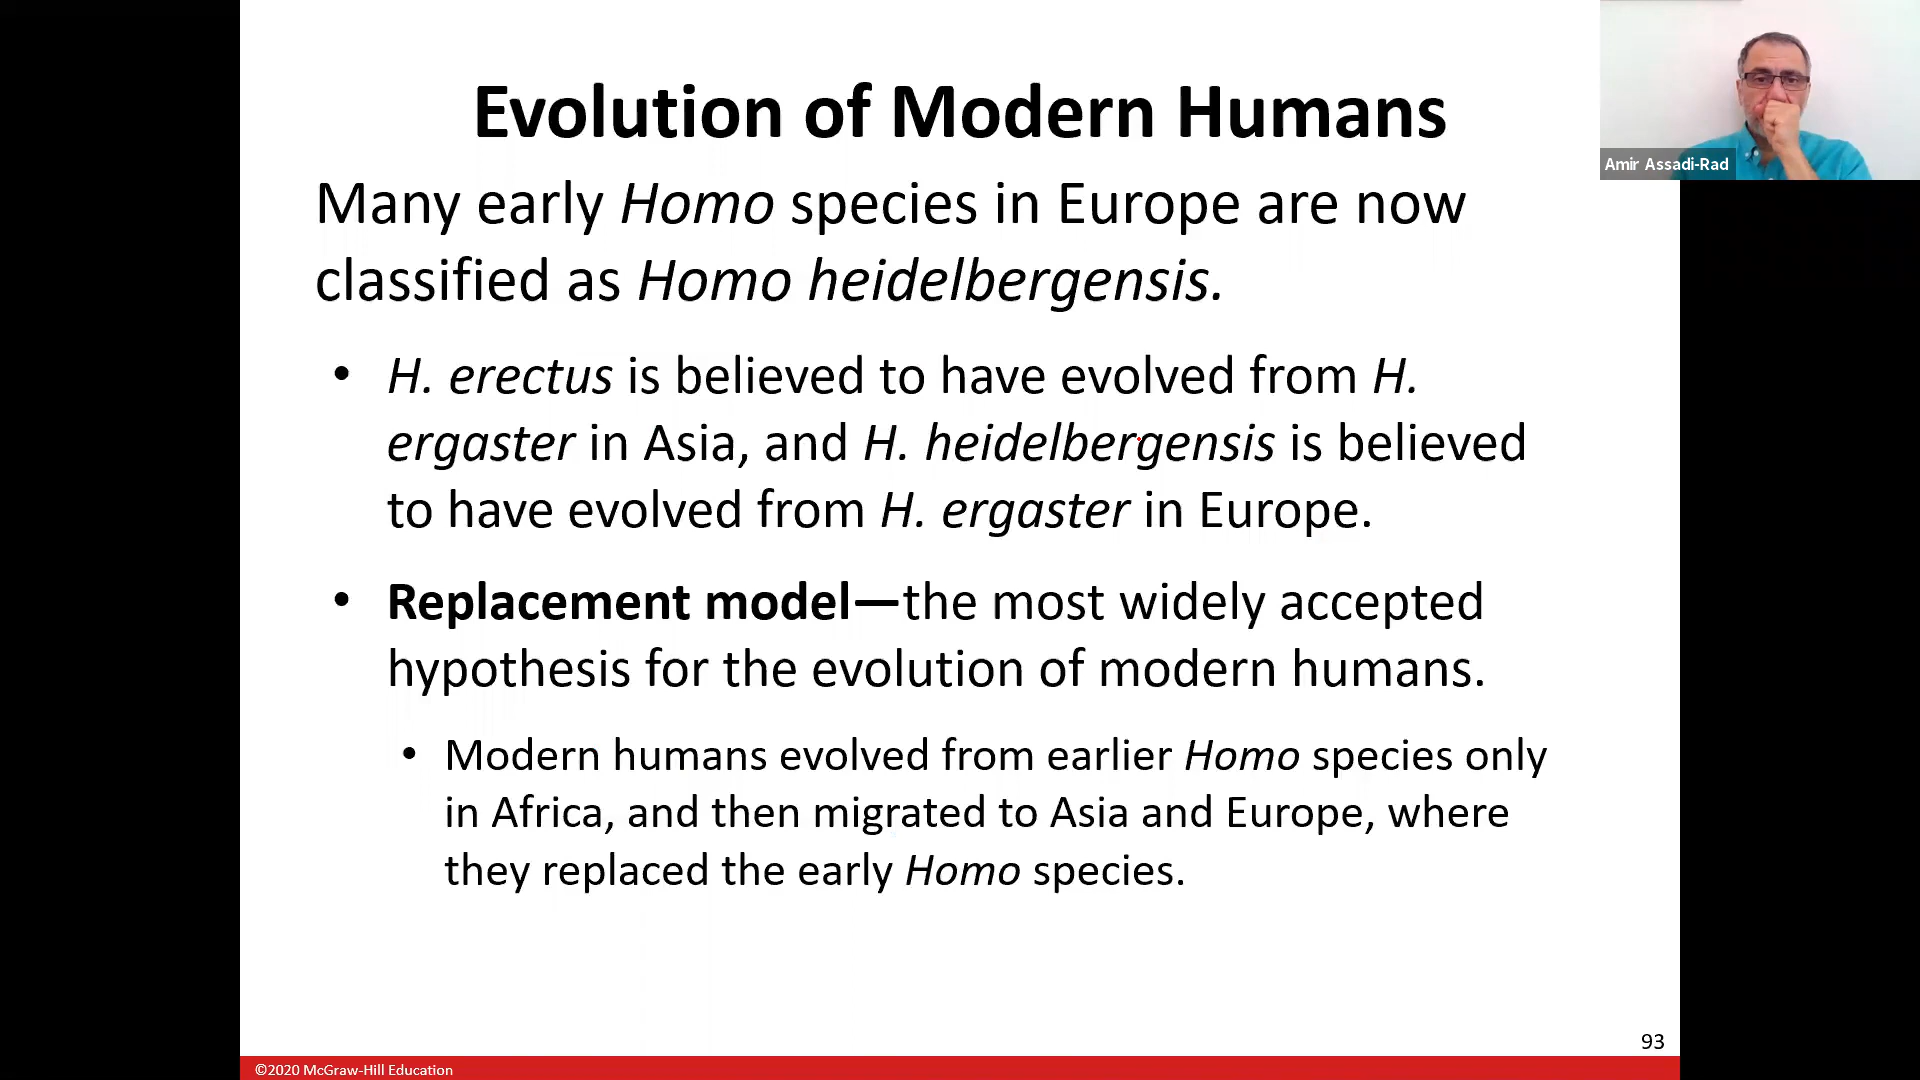 Evolution of Modern Humans
Amir Assadi-Rad
Many early Homo species in Europe are now
classified as Homo heidelbergensis.
• H. erectus is believed to have evolved from H.
ergaster in Asia, and H. heidelbergensis is believed
to have evolved from H. ergaster in Europe.
• Replacement model—the most widely accepted
hypothesis for the evolution of modern humans.
• Modern humans evolved from earlier Homo species only
in Africa, and then migrated to Asia and Europe, where
they replaced the early Homo species.
93
©2020 McGraw-Hill Education